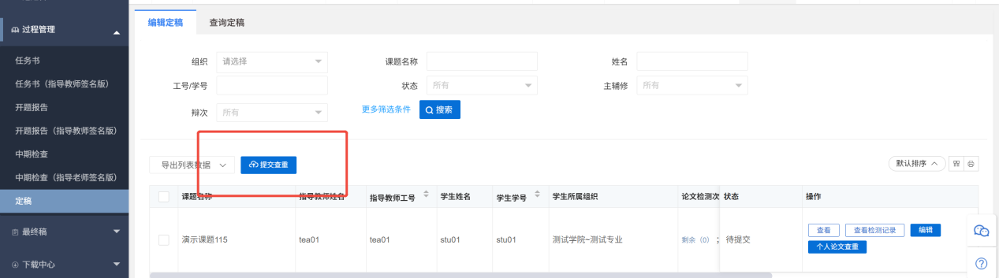 过程管理
任务书
任务书（指导教师签名版）
开题报告
开题报告（指导教师签名版）
中期检查
中期检查（指导老师签名版）
定稿
最终稿
下载中心
编辑定稿 查询定稿
组织 请选择 课题名称 姓名
工号/学号 状态 所有 主辅修 所有
辩次 所有 更多筛选条件 搜索
导出列表数据 提交查重 默认排序
课题名称 指导教师姓名 指导教师工号 学生姓名 学生学号 学生所属组织 论文检测次 状态 操作
演示课题115 tea01 tea01 stu01 stu01 测试学院~测试专业 剩余（0）； 待提交 查看 查看检测记录 编辑
个人论文查重